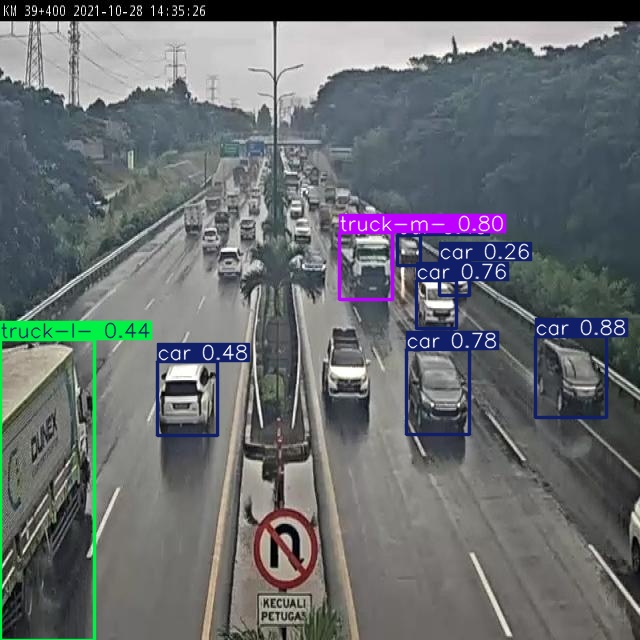 KM 39+400 2021-10-28 14:35:26
truck-m- 0.80
car 0.26
car 0.76
truck-l- 0.44
car 0.48
car 0.78
car 0.88
DUNEX
KECUALI
PETUGAS